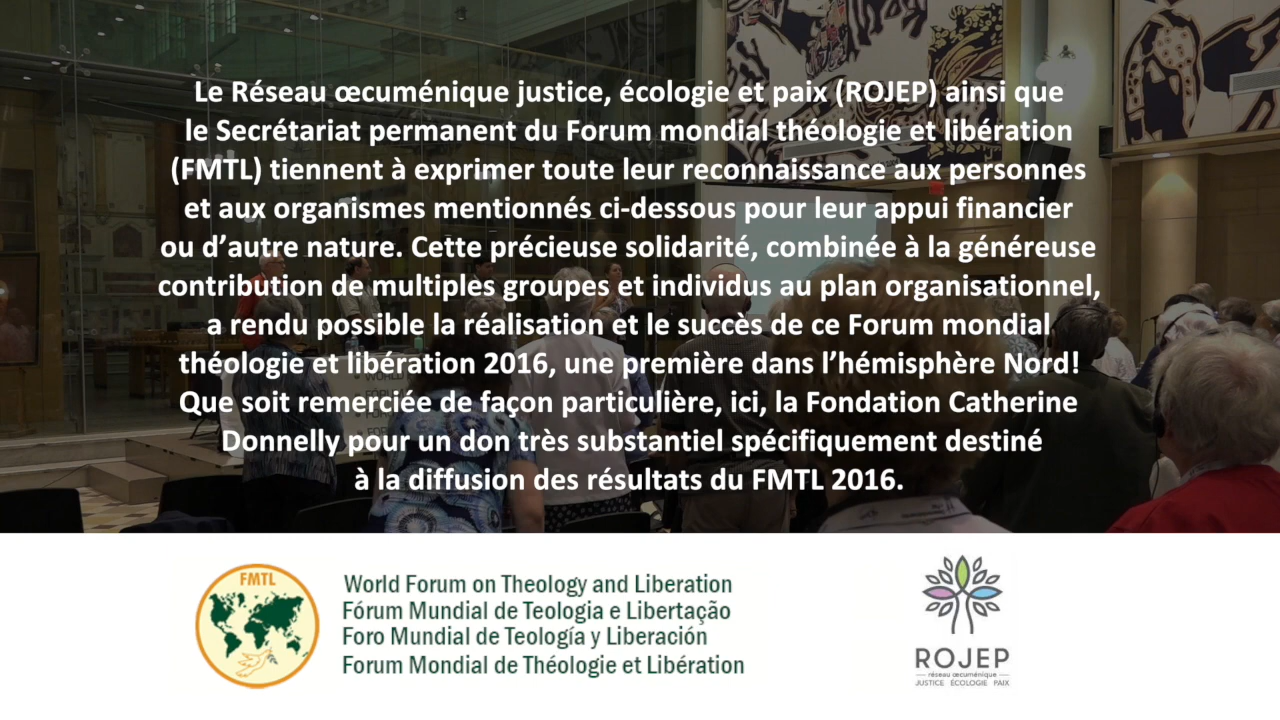 Le Réseau œcuménique justice, écologie et paix (ROJEP) ainsi que
le Secrétariat permanent du Forum mondial théologie et libération
(FMTL) tiennent à exprimer toute leur reconnaissance aux personnes
et aux organismes mentionnés ci-dessous pour leur appui financier
ou d’autre nature. Cette précieuse solidarité, combinée à la généreuse
contribution de multiples groupes et individus au plan organisationnel,
a rendu possible la réalisation et le succès de ce Forum mondial
théologie et libération 2016, une première dans l’hémisphère Nord!
Que soit remerciée de façon particulière, ici, la Fondation Catherine
Donnelly pour un don très substantiel spécifiquement destiné
à la diffusion des résultats du FMTL 2016.
FMTL
World Forum on Theology and Liberation
Fórum Mundial de Teologia e Libertação
Foro Mundial de Teología y Liberación
Forum Mondial de Théologie et Libération
ROJEP
réseau œcuménique
JUSTICE ÉCOLOGIE PAIX